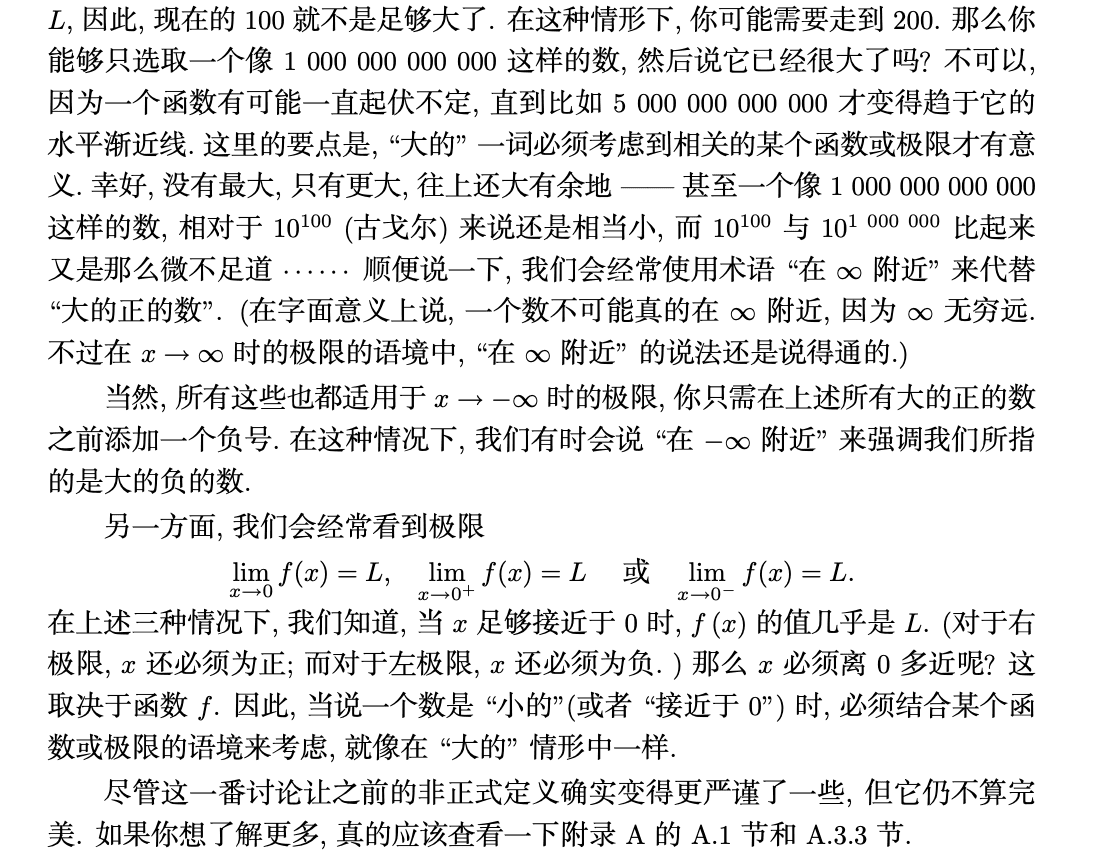 L, 因此, 现在的 100 就不是足够大了. 在这种情形下, 你可能需要走到 200. 那么你
能够只选取一个像 1 000 000 000 000 这样的数, 然后说它已经很大了吗? 不可以,
因为一个函数有可能一直起伏不定, 直到比如 5 000 000 000 000 才变得趋于它的
水平渐近线. 这里的要点是, “大的” 一词必须考虑到相关的某个函数或极限才有意
义. 幸好, 没有最大, 只有更大, 往上还大有余地 —— 甚至一个像 1 000 000 000 000
这样的数, 相对于 10¹⁰⁰ (古戈尔) 来说还是相当小, 而 10¹⁰⁰ 与 10¹ ⁰⁰⁰ ⁰⁰⁰ 比起来
又是那么微不足道 ⋯⋯ 顺便说一下, 我们会经常使用术语 “在 ∞ 附近” 来代替
“大的正的数”. (在字面意义上说, 一个数不可能真的在 ∞ 附近, 因为 ∞ 无穷远.
不过在 x → ∞ 时的极限的语境中, “在 ∞ 附近” 的说法还是说得通的.)
当然, 所有这些也都适用于 x → −∞ 时的极限, 你只需在上述所有大的正的数
之前添加一个负号. 在这种情况下, 我们有时会说 “在 −∞ 附近” 来强调我们所指
的是大的负的数.
另一方面, 我们会经常看到极限
lim x→0 f(x) = L, lim x→0⁺ f(x) = L 或 lim x→0⁻ f(x) = L.
在上述三种情况下, 我们知道, 当 x 足够接近于 0 时, f (x) 的值几乎是 L. (对于右
极限, x 还必须为正; 而对于左极限, x 还必须为负. ) 那么 x 必须离 0 多近呢? 这
取决于函数 f. 因此, 当说一个数是 “小的”(或者 “接近于 0”) 时, 必须结合某个函
数或极限的语境来考虑, 就像在 “大的” 情形中一样.
尽管这一番讨论让之前的非正式定义确实变得更严谨了一些, 但它仍不算完
美. 如果你想了解更多, 真的应该查看一下附录 A 的 A.1 节和 A.3.3 节.